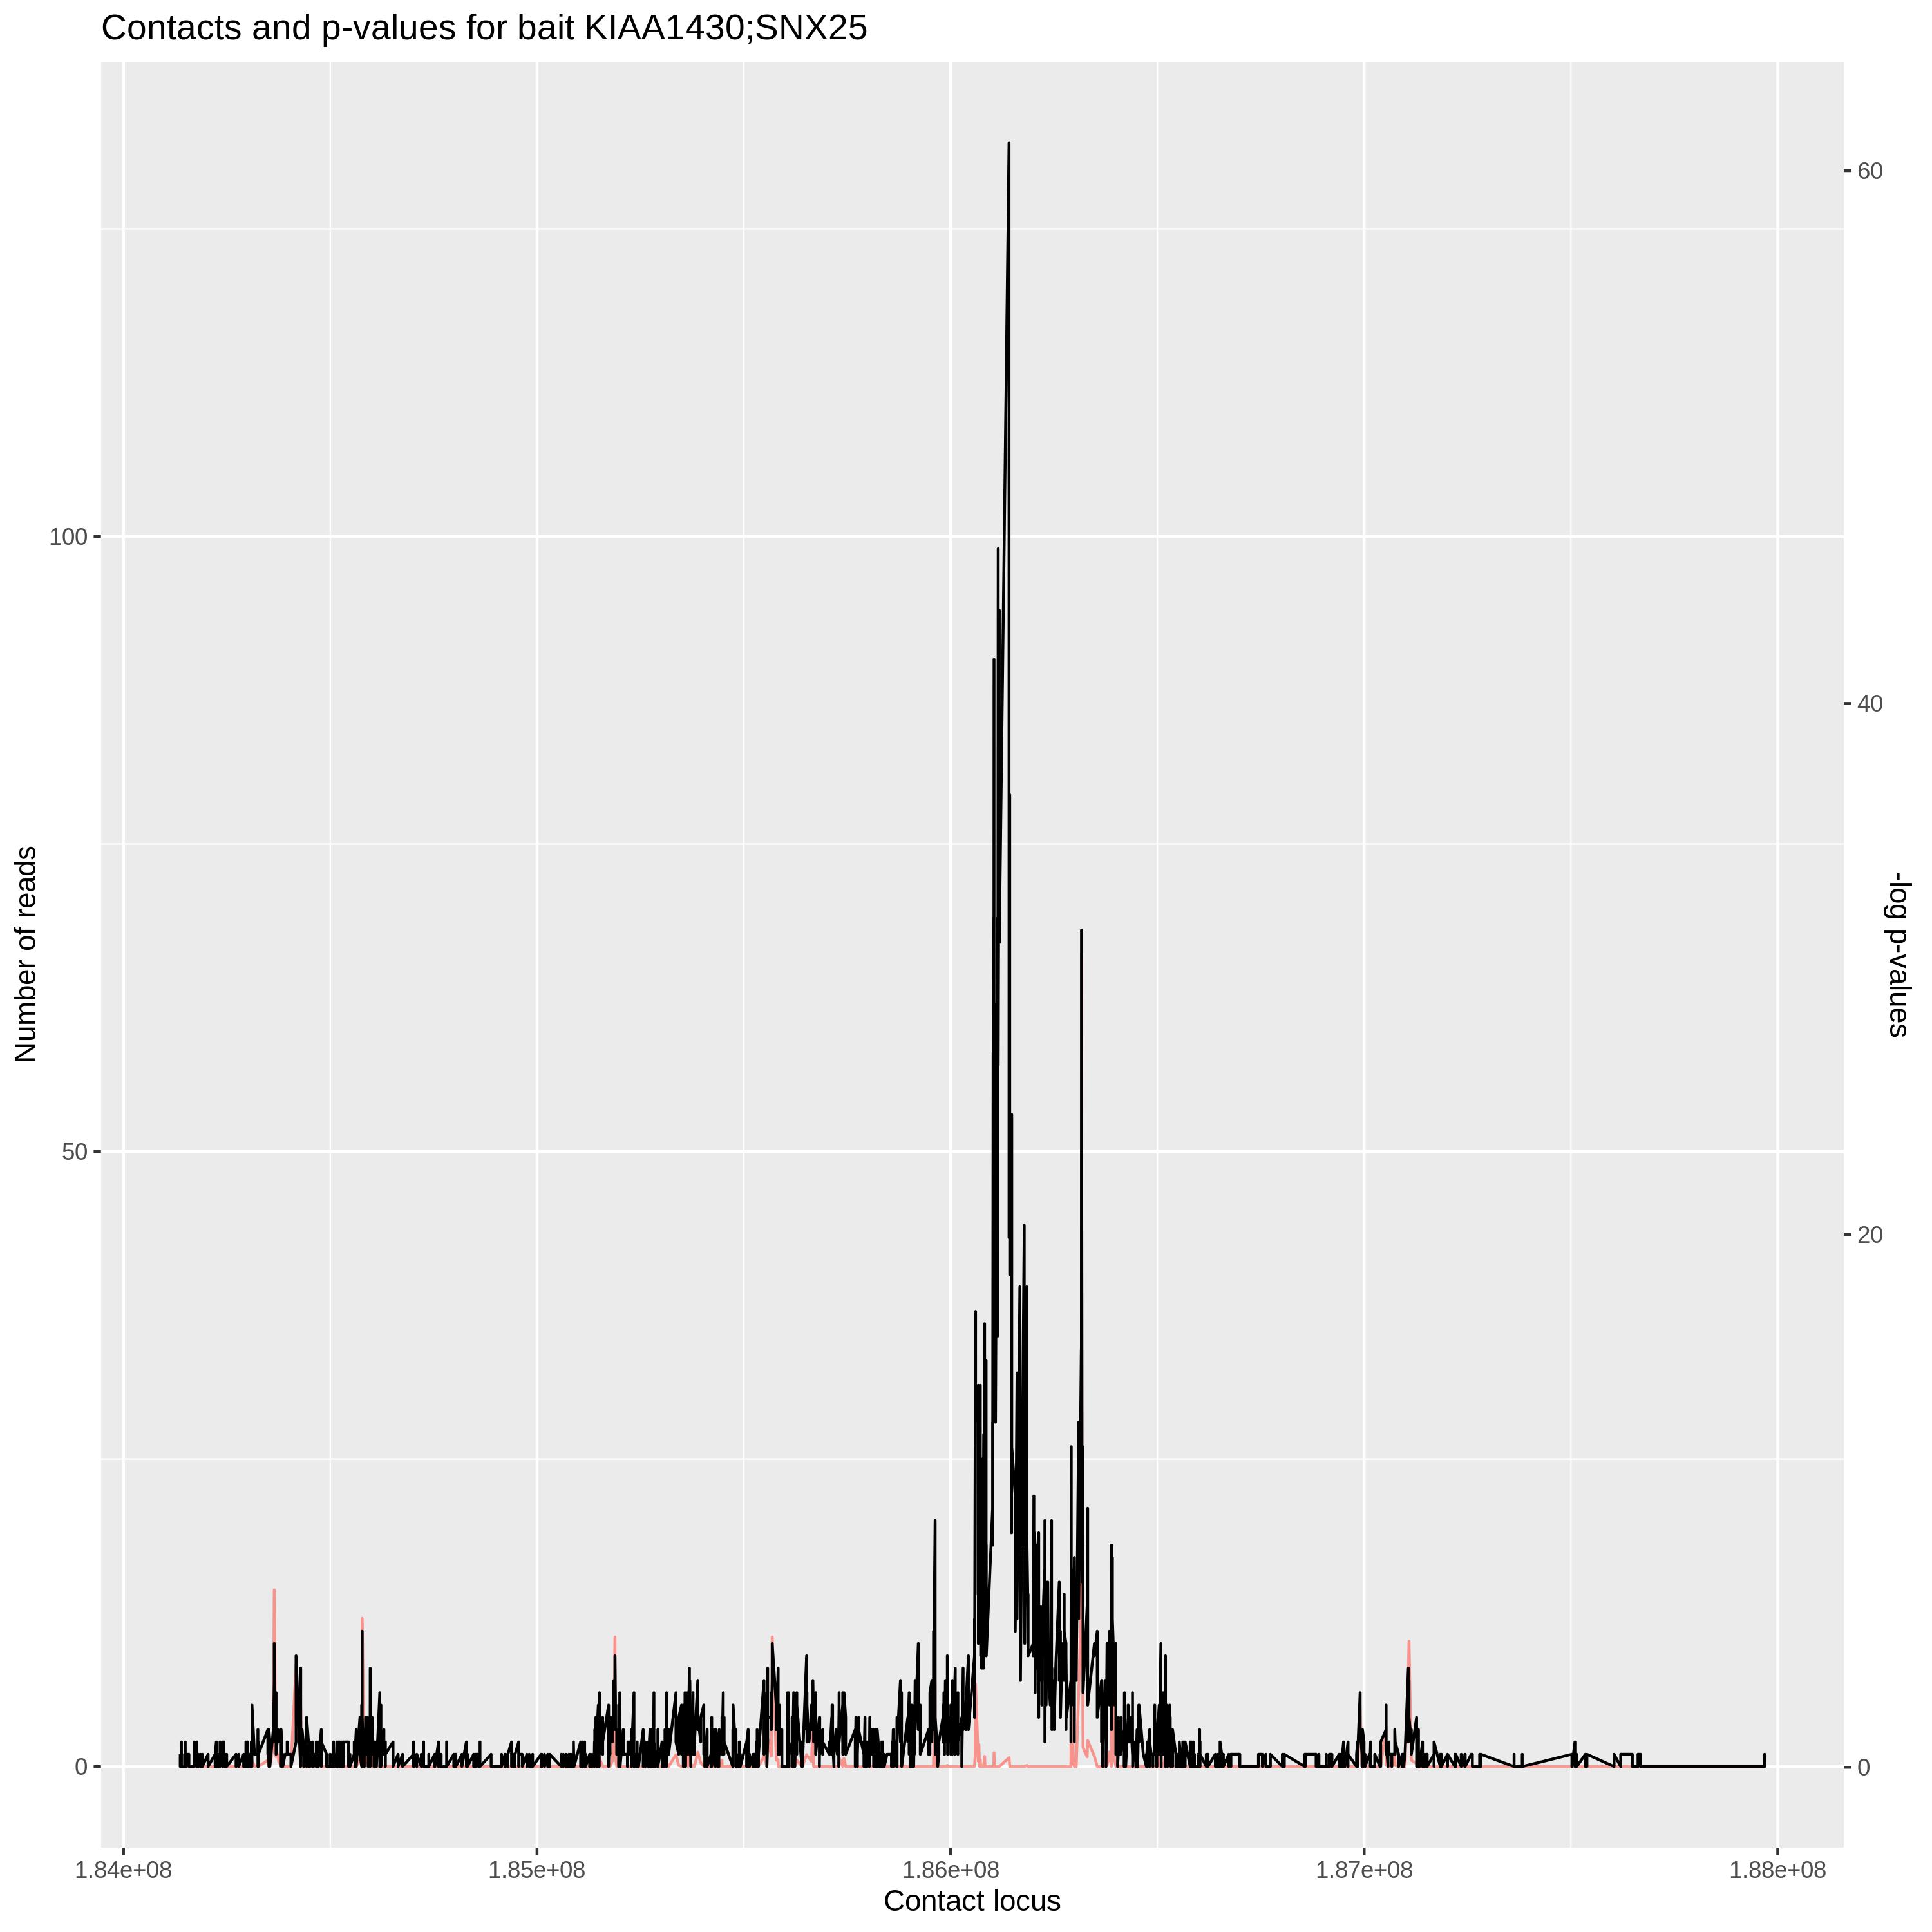 Contacts and p-values for bait KIAA1430;SNX25
Number of reads
100
50
0
60
40
20
0
-log p-values
1.84e+08 1.85e+08 1.86e+08 1.87e+08 1.88e+08
Contact locus